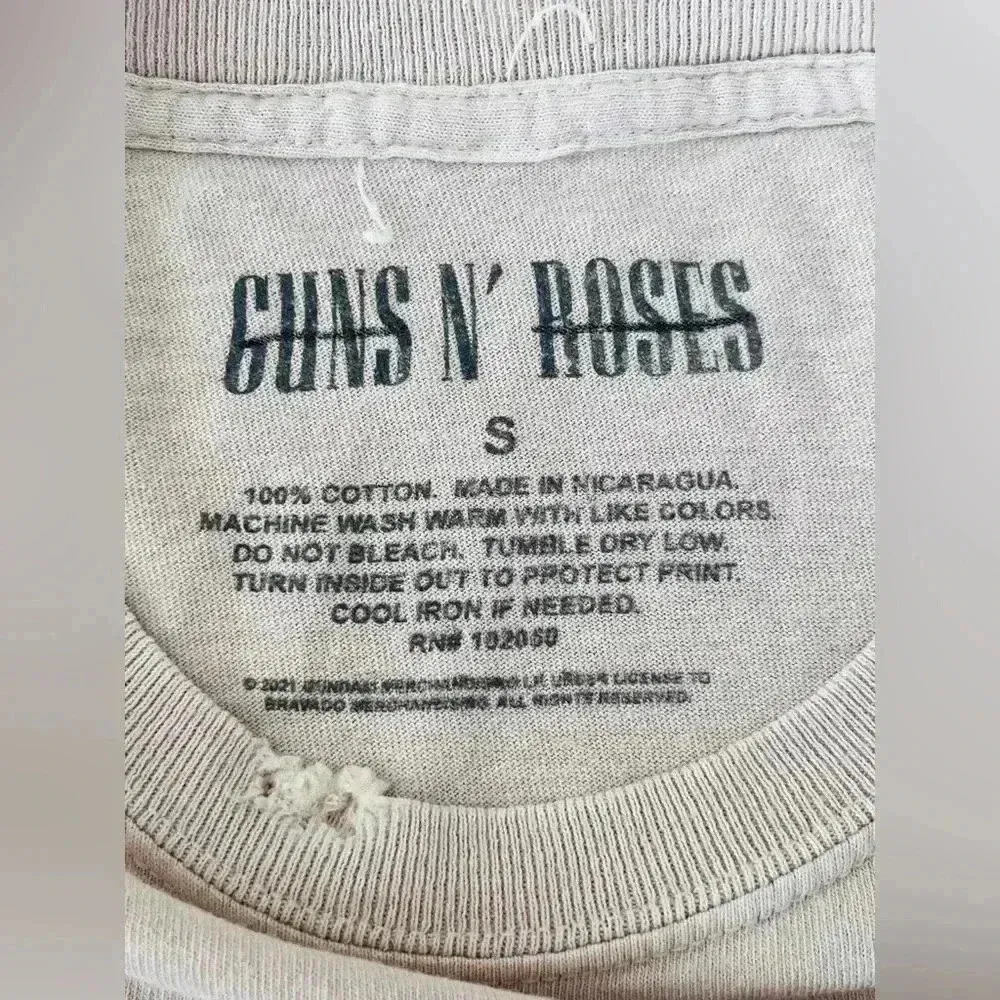 GUNS N' ROSES
S
100% COTTON. MADE IN NICARAGUA.
MACHINE WASH WARM WITH LIKE COLORS.
DO NOT BLEACH. TUMBLE DRY LOW.
TURN INSIDE OUT TO PROTECT PRINT.
COOL IRON IF NEEDED.
RN# 102060
© 2021 UNDER LICENSE TO
BRAVADO MERCHANDISING ALL RIGHTS RESERVED.